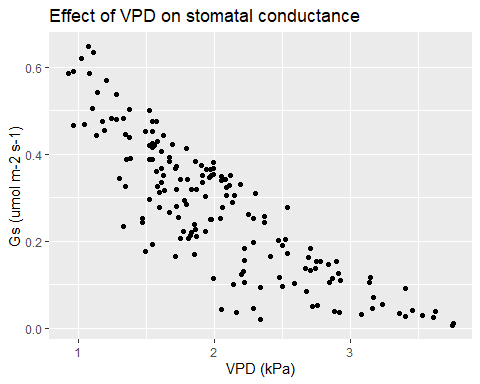 Effect of VPD on stomatal conductance
Gs (umol m-2 s-1)
0.6
0.4
0.2
0.0
1
2
3
VPD (kPa)